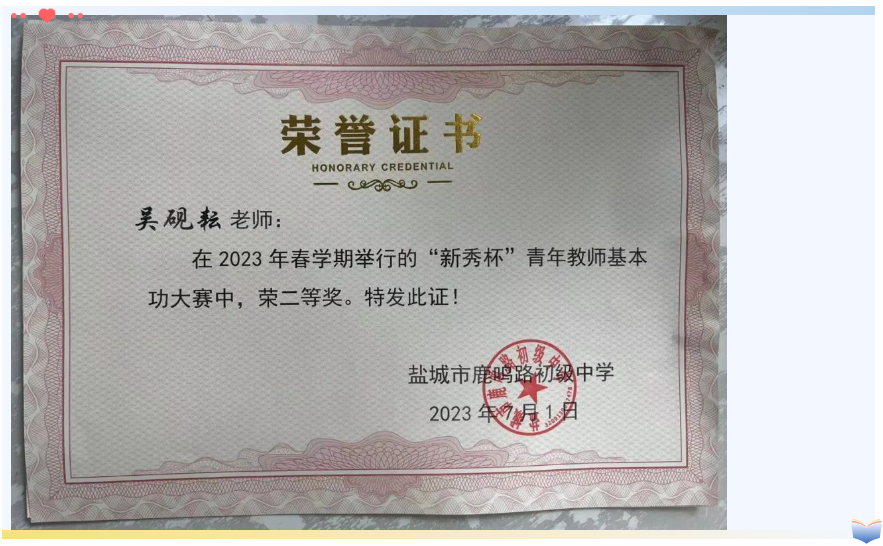 荣誉证书
HONORARY CREDENTIAL
吴砚耘 老师：
在 2023 年春学期举行的“新秀杯”青年教师基本
功大赛中，荣二等奖。特发此证！
盐城市鹿鸣路初级中学
2023 年 7 月 1 日